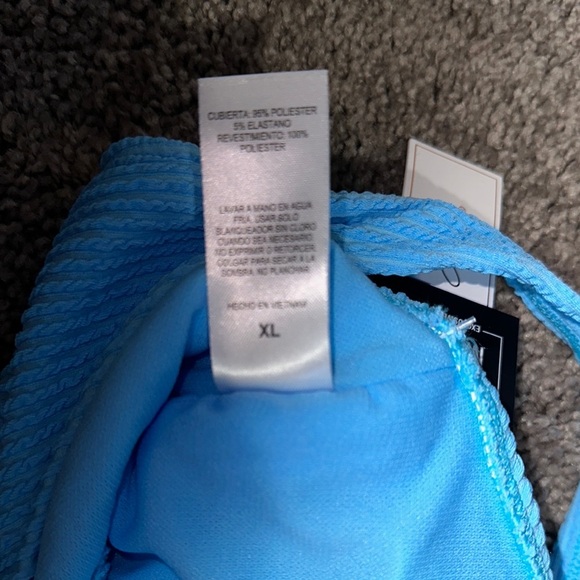 CUBIERTA: 95% POLIESTER
5% ELASTANO
REVESTIMIENTO: 100%
POLIESTER
LAVAR A MANO EN AGUA
FRIA, USAR SOLO
BLANQUEADOR SIN CLORO
CUANDO SEA NECESARIO
NO EXPRIMIR O RETORCER,
COLGAR PARA SECAR A LA
SOMBRA, NO PLANCHAR
HECHO EN VIETNAM
XL